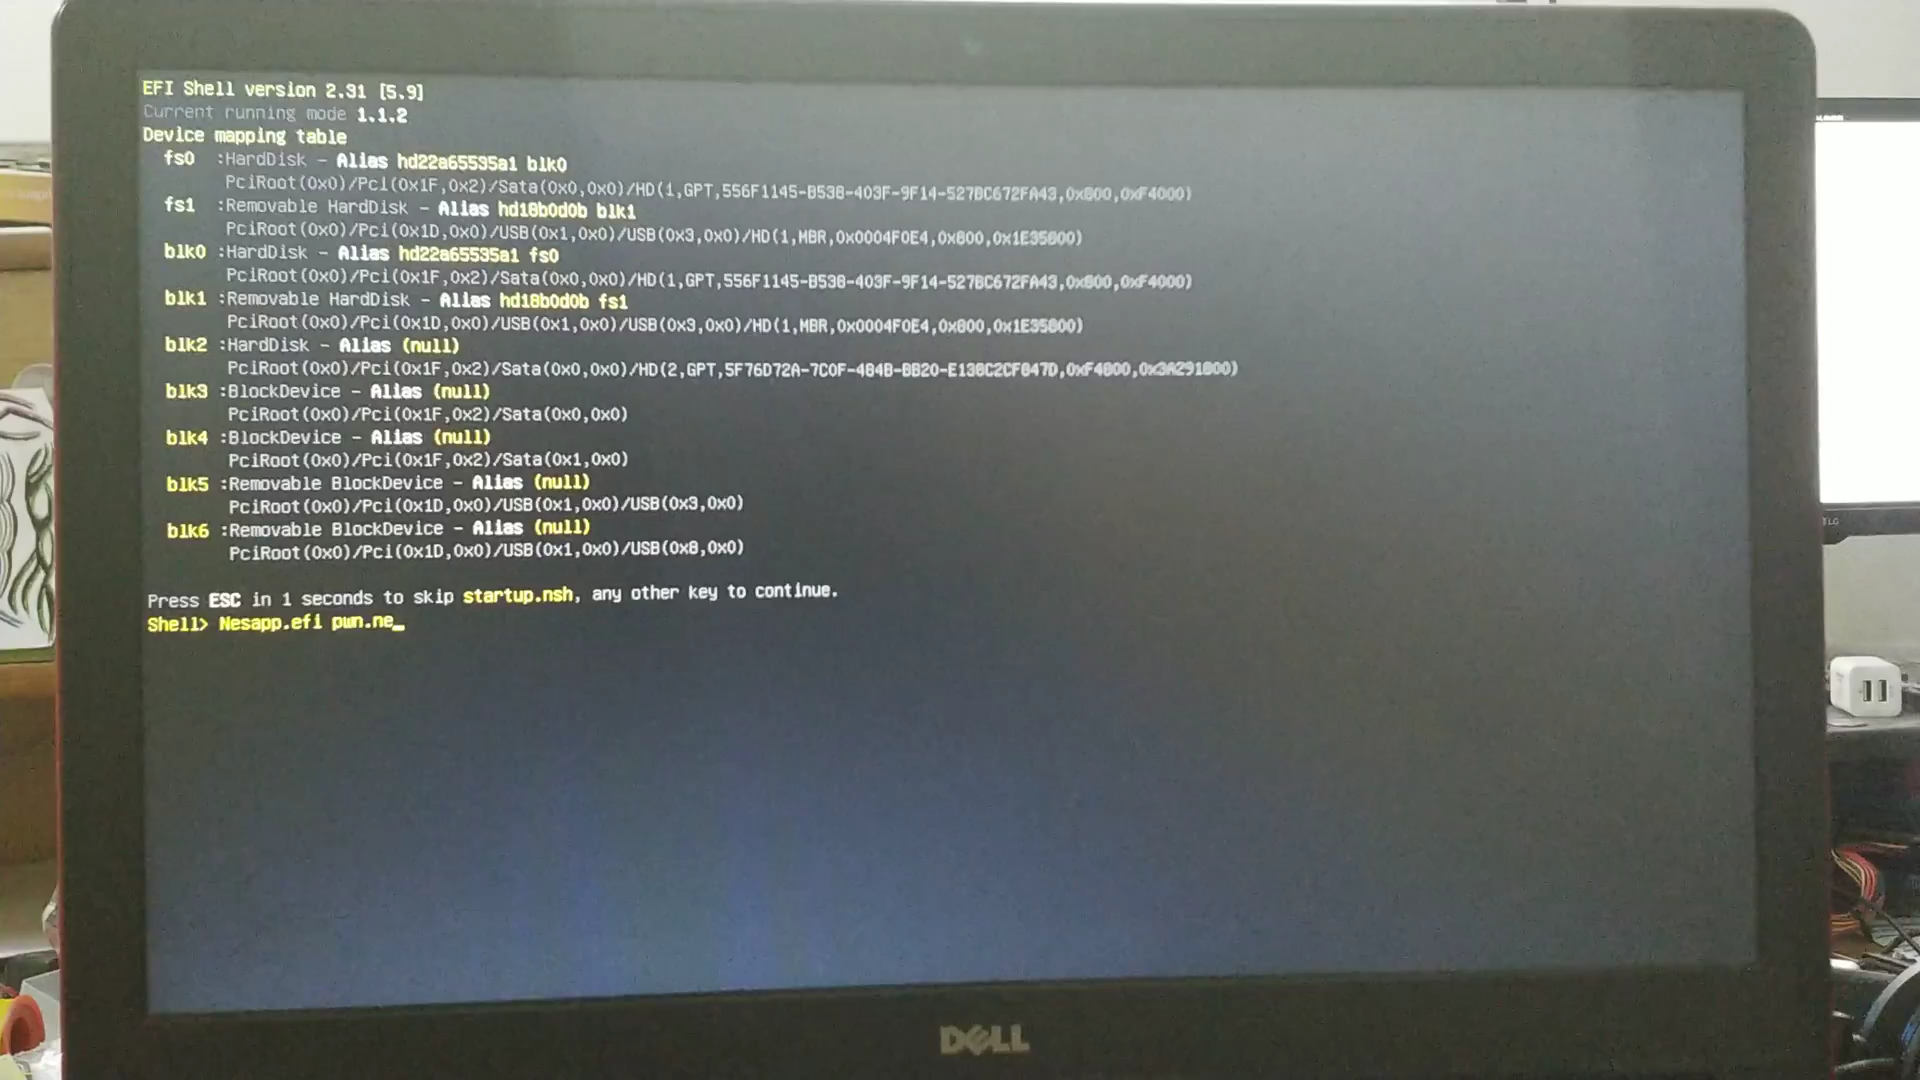 EFI Shell version 2.31 [5.9]
Current running mode 1.1.2
Device mapping table
fs0 :HardDisk - Alias hd22a65535a1 blk0
PciRoot(0x0)/Pci(0x1F,0x2)/Sata(0x0,0x0)/HD(1,GPT,556F1145-B53B-403F-9F14-527BC672FA43,0x800,0xF4000)
fs1 :Removable HardDisk - Alias hd18b0d0b blk1
PciRoot(0x0)/Pci(0x1D,0x0)/USB(0x1,0x0)/USB(0x3,0x0)/HD(1,MBR,0x0004F0E4,0x800,0x1E35800)
blk0 :HardDisk - Alias hd22a65535a1 fs0
PciRoot(0x0)/Pci(0x1F,0x2)/Sata(0x0,0x0)/HD(1,GPT,556F1145-B53B-403F-9F14-527BC672FA43,0x800,0xF4000)
blk1 :Removable HardDisk - Alias hd18b0d0b fs1
PciRoot(0x0)/Pci(0x1D,0x0)/USB(0x1,0x0)/USB(0x3,0x0)/HD(1,MBR,0x0004F0E4,0x800,0x1E35800)
blk2 :HardDisk - Alias (null)
PciRoot(0x0)/Pci(0x1F,0x2)/Sata(0x0,0x0)/HD(2,GPT,5F76D72A-7C0F-484B-BB20-E138C2CF847D,0xF4800,0x3A291800)
blk3 :BlockDevice - Alias (null)
PciRoot(0x0)/Pci(0x1F,0x2)/Sata(0x0,0x0)
blk4 :BlockDevice - Alias (null)
PciRoot(0x0)/Pci(0x1F,0x2)/Sata(0x1,0x0)
blk5 :Removable BlockDevice - Alias (null)
PciRoot(0x0)/Pci(0x1D,0x0)/USB(0x1,0x0)/USB(0x3,0x0)
blk6 :Removable BlockDevice - Alias (null)
PciRoot(0x0)/Pci(0x1D,0x0)/USB(0x1,0x0)/USB(0x8,0x0)
Press ESC in 1 seconds to skip startup.nsh, any other key to continue.
Shell> Nesapp.efi pwn.ne_
DELL
LG